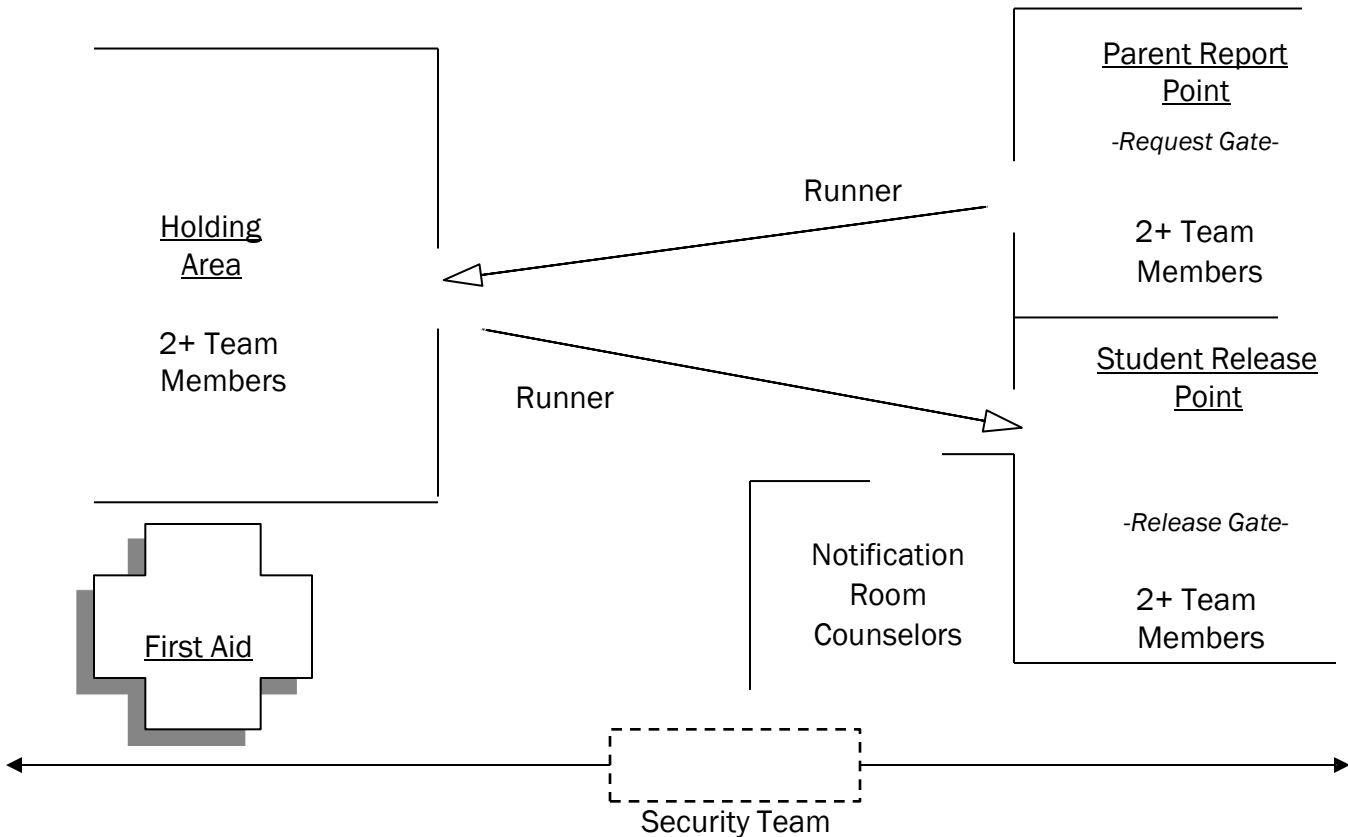 Parent Report
Point
-Request Gate-
2+ Team
Members
Runner
Holding
Area
2+ Team
Members
Runner
Student Release
Point
-Release Gate-
2+ Team
Members
Notification
Room
Counselors
First Aid
Security Team